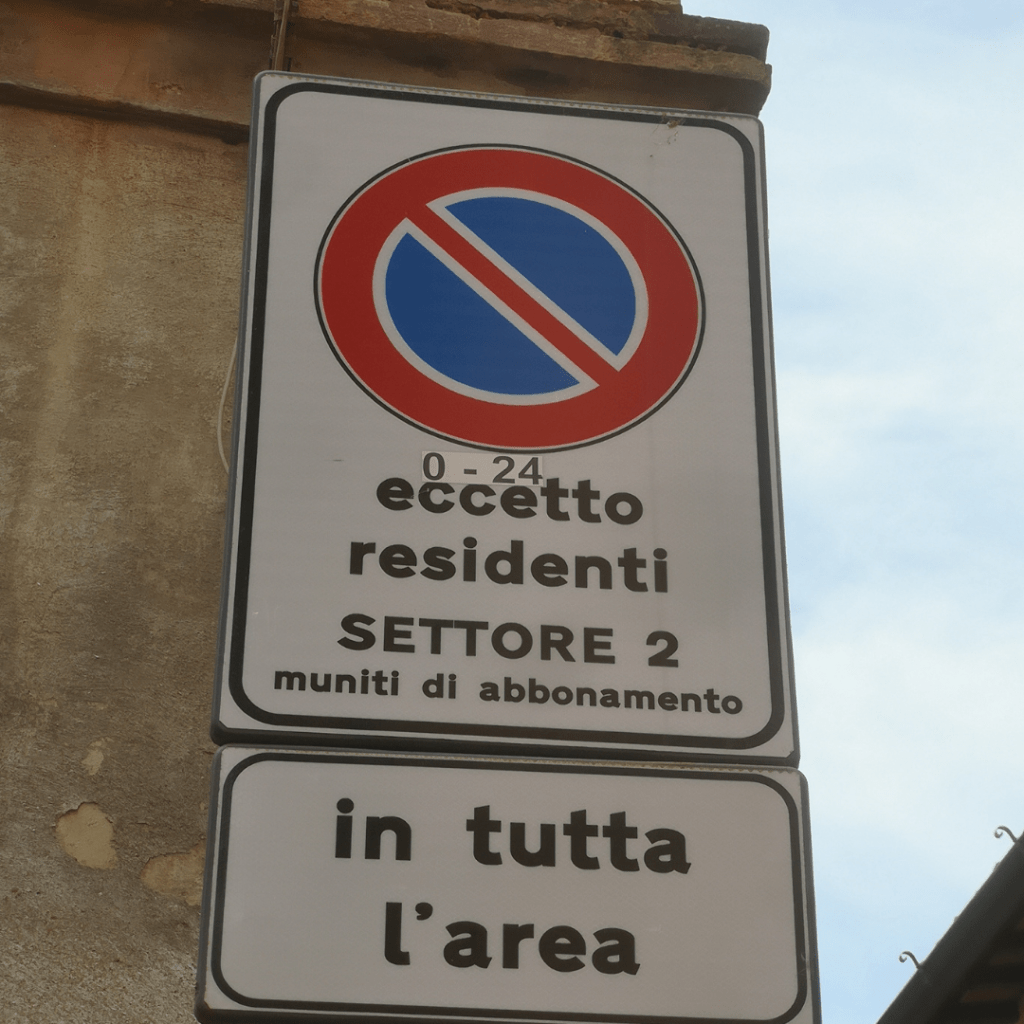 0 - 24
eccetto
residenti
SETTORE 2
muniti di abbonamento
in tutta
l'area